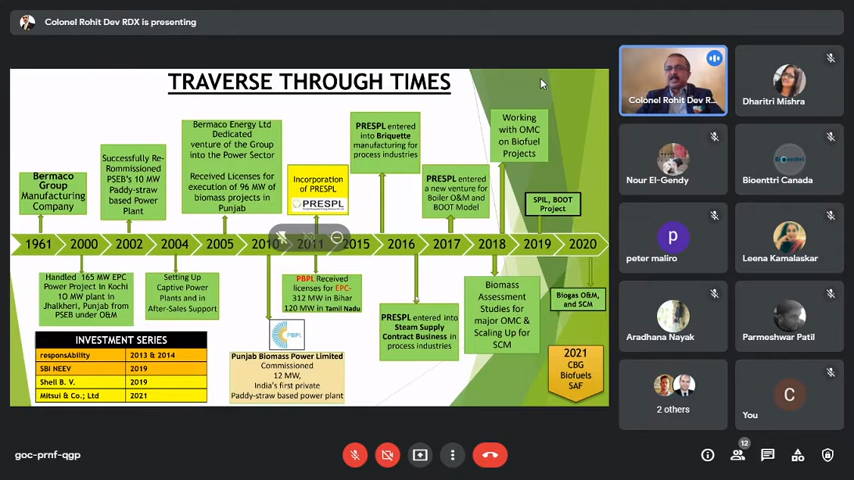 Colonel Rohit Dev RDX is presenting
TRAVERSE THROUGH TIMES
Bermaco
Group
Manufacturing
Company
Successfully Re-
Rommissioned
PSEB's 10 MW
Paddy-straw
based Power
Plant
Bermaco Energy Ltd
Dedicated
venture of the Group
into the Power Sector
Received Licenses for
execution of 96 MW of
biomass projects in
Punjab
Incorporation
of PRESPL
PRESPL
PRESPL entered
into Briquette
manufacturing for
process industries
PRESPL entered
a new venture for
Boiler O&M and
BOOT Model
Working
with OMC
on Biofuel
Projects
SPIL, BOOT
Project
1961 2000 2002 2004 2005 2010 2011 2015 2016 2017 2018 2019 2020
Handled 165 MW EPC
Power Project in Kochi
10 MW plant in
Jhalkheri, Punjab from
PSEB under O&M
Setting Up
Captive Power
Plants and in
After-Sales Support
PBPL
Punjab Biomass Power Limited
Commissioned
12 MW,
India's first private
Paddy-straw based power plant
PBPL Received
licenses for EPC-
312 MW in Bihar
120 MW in Tamil Nadu
PRESPL entered into
Steam Supply
Contract Business in
process industries
Biomass
Assessment
Studies for
major OMC &
Scaling Up for
SCM
Biogas O&M,
and SCM
2021
CBG
Biofuels
SAF
INVESTMENT SERIES
responsAbility 2013 & 2014
SBI NEEV 2019
Shell B. V. 2019
Mitsui & Co.; Ltd 2021
Colonel Rohit Dev R...
Dharitri Mishra
Nour El-Gendy
Bioenttri
Bioenttri Canada
p
peter maliro
Leena Kamalaskar
Aradhana Nayak
Parmeshwar Patil
2 others
C
You
goc-prnf-qgp
12